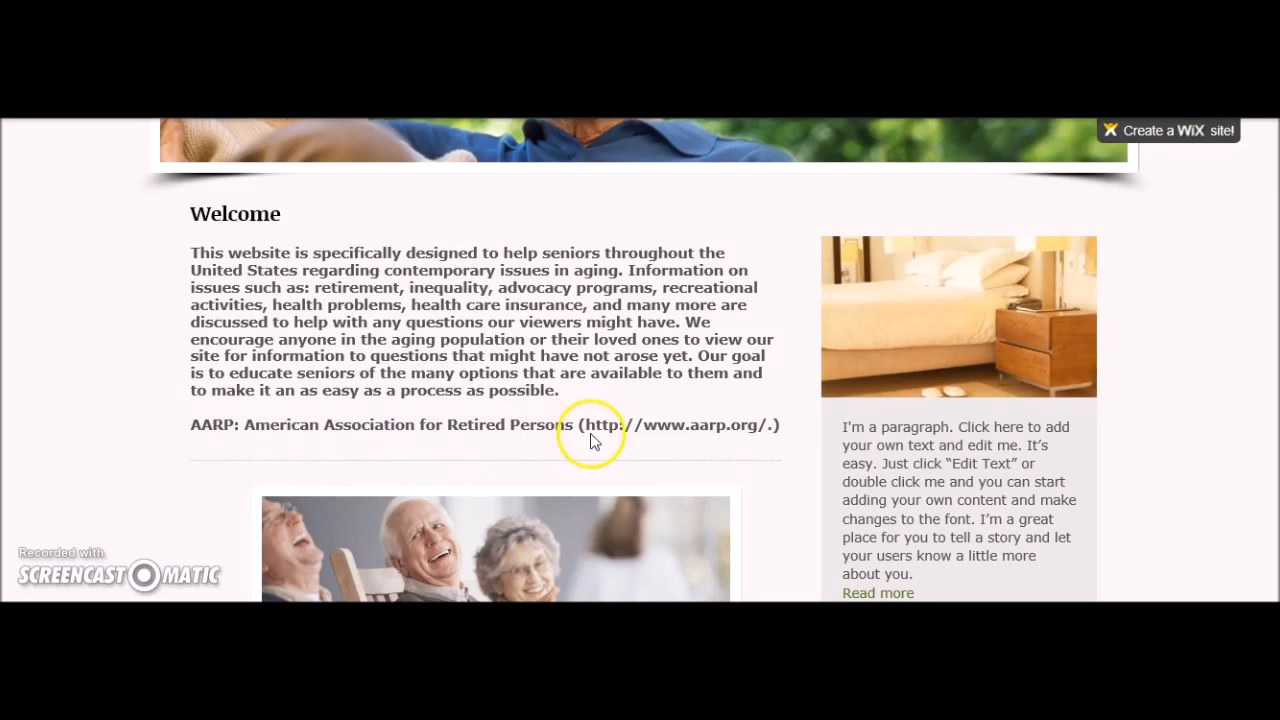 Create a WiX site!
Welcome
This website is specifically designed to help seniors throughout the
United States regarding contemporary issues in aging. Information on
issues such as: retirement, inequality, advocacy programs, recreational
activities, health problems, health care insurance, and many more are
discussed to help with any questions our viewers might have. We
encourage anyone in the aging population or their loved ones to view our
site for information to questions that might have not arose yet. Our goal
is to educate seniors of the many options that are available to them and
to make it an as easy as a process as possible.
AARP: American Association for Retired Persons (http://www.aarp.org/.)
I'm a paragraph. Click here to add
your own text and edit me. It's
easy. Just click “Edit Text” or
double click me and you can start
adding your own content and make
changes to the font. I'm a great
place for you to tell a story and let
your users know a little more
about you.
Read more
Recorded with
SCREENCAST-O-MATIC